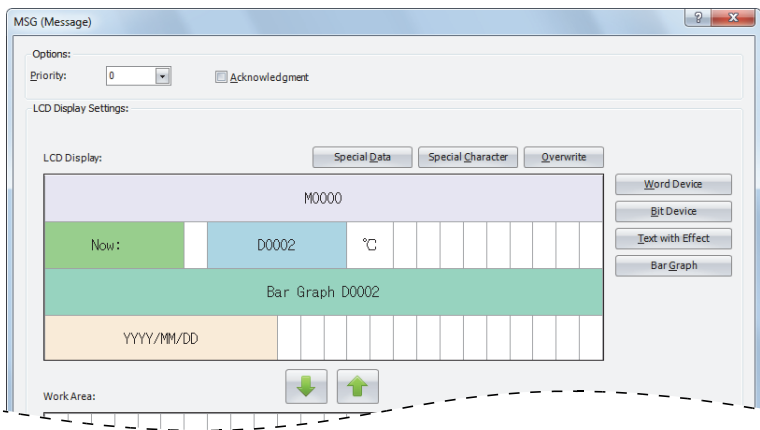 MSG (Message)
Options:
Priority: 0 Acknowledgment
LCD Display Settings:
LCD Display: Special Data Special Character Overwrite
M0000 Word Device
Bit Device
Now: D0002 ℃ Text with Effect
Bar Graph
Bar Graph D0002
YYYY/MM/DD
Work Area: